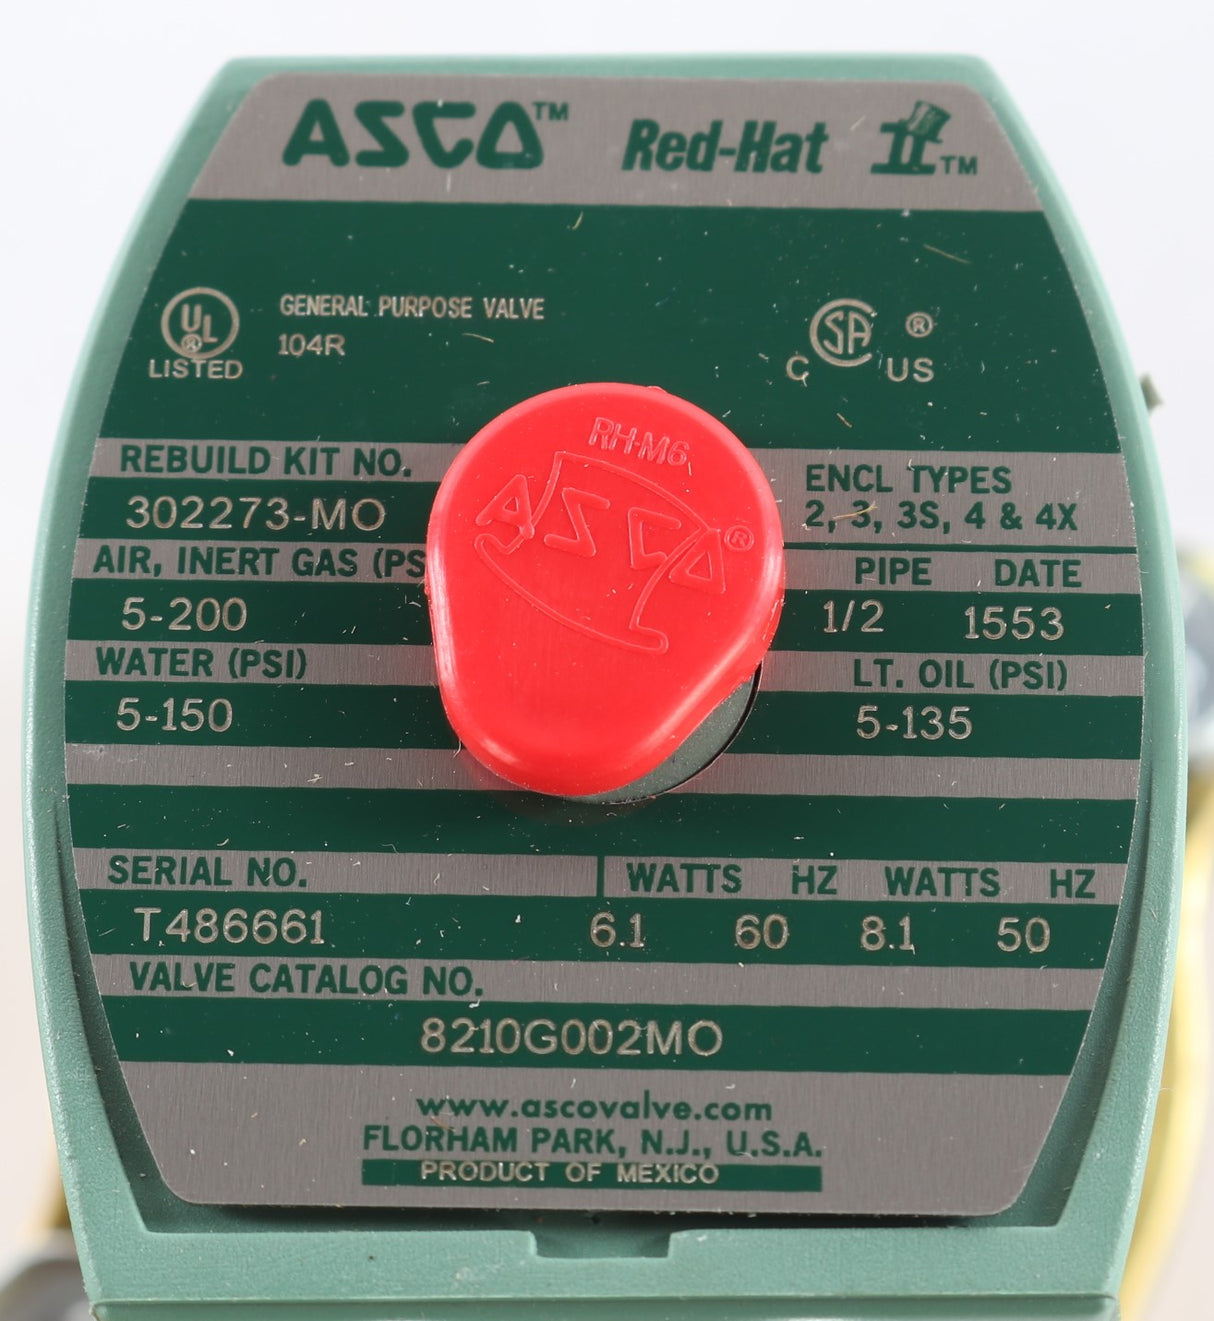 ASCO™ Red-Hat II™
UL® LISTED
GENERAL PURPOSE VALVE
104R
C SA® US
REBUILD KIT NO.
302273-MO
ENCL TYPES
2, 3, 3S, 4 & 4X
RH-M6
ASCO®
AIR, INERT GAS (PS
5-200
PIPE DATE
1/2 1553
WATER (PSI)
5-150
LT. OIL (PSI)
5-135
SERIAL NO. WATTS HZ WATTS HZ
T486661 6.1 60 8.1 50
VALVE CATALOG NO.
8210G002MO
www.ascovalve.com
FLORHAM PARK, N.J., U.S.A.
PRODUCT OF MEXICO